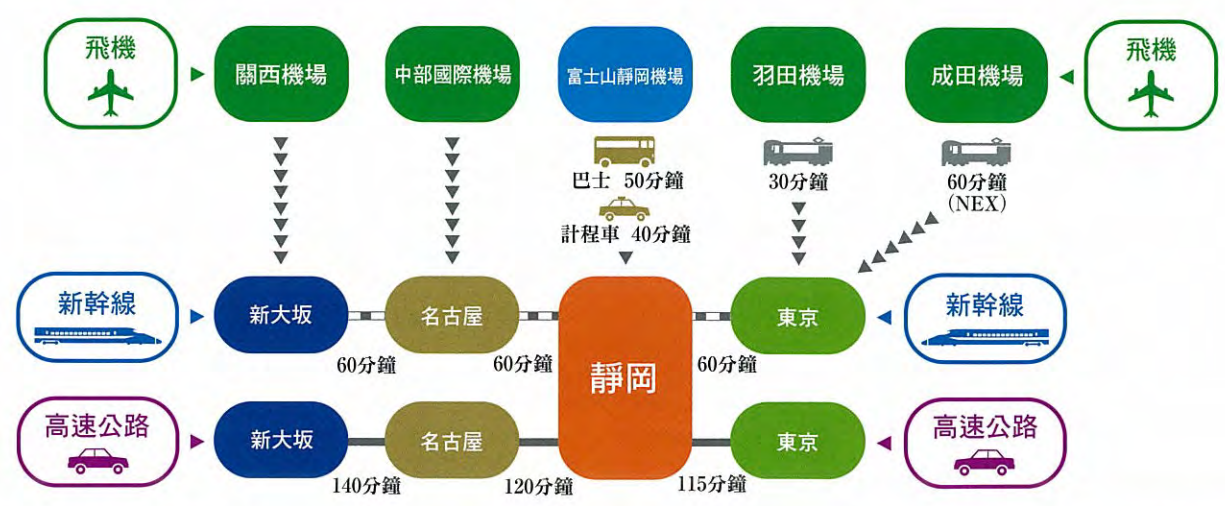 飛機
關西機場
中部國際機場
富士山靜岡機場
羽田機場
成田機場
飛機
巴士 50分鐘
計程車 40分鐘
30分鐘
60分鐘
(NEX)
新幹線
新大坂
名古屋
靜岡
東京
新幹線
60分鐘
60分鐘
60分鐘
高速公路
新大坂
名古屋
東京
高速公路
140分鐘
120分鐘
115分鐘